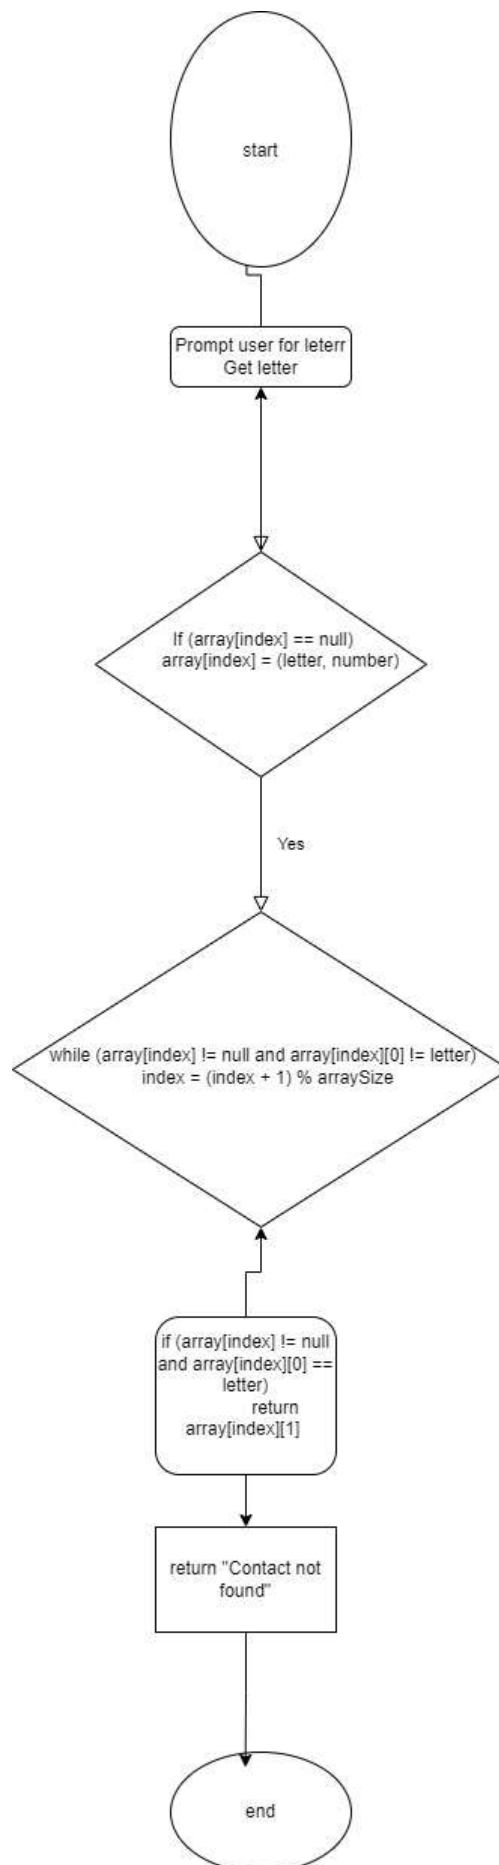 start
Prompt user for leterr
Get letter
If (array[index] == null)
array[index] = (letter, number)
Yes
while (array[index] != null and array[index][0] != letter)
index = (index + 1) % arraySize
if (array[index] != null
and array[index][0] ==
letter)
return
array[index][1]
return "Contact not
found"
end